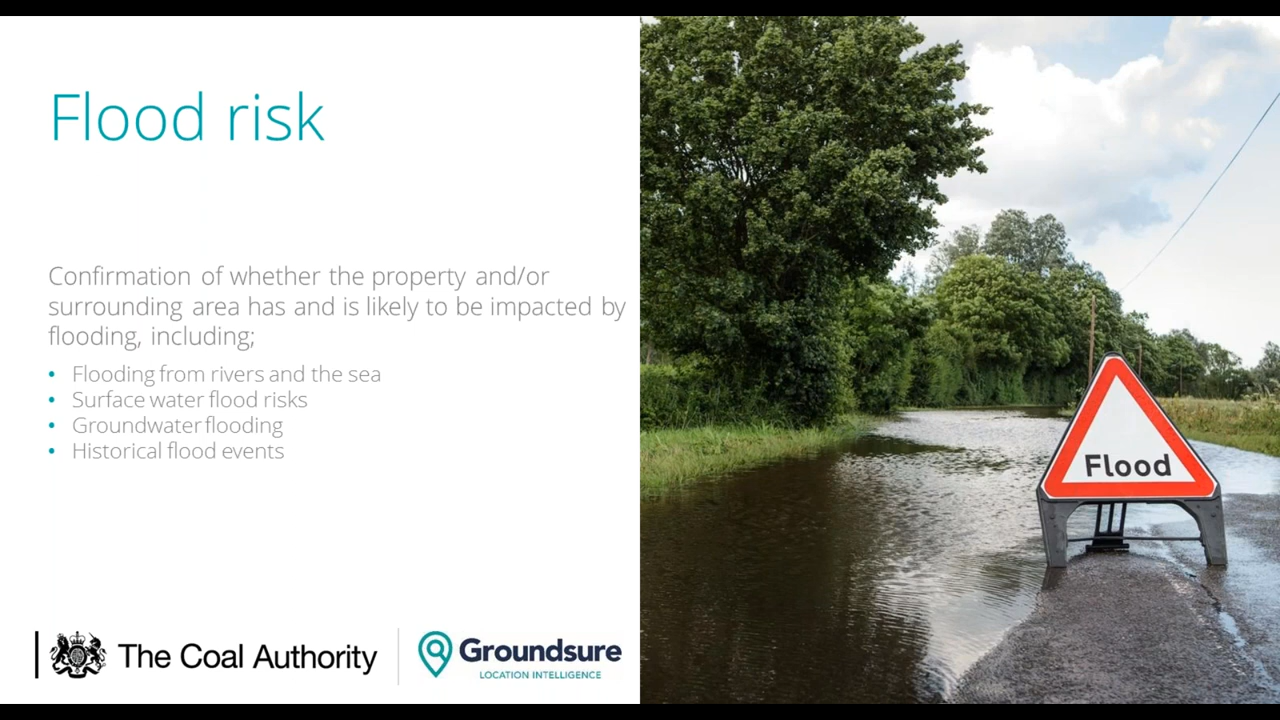 Flood risk
Confirmation of whether the property and/or
surrounding area has and is likely to be impacted by
flooding, including;
• Flooding from rivers and the sea
• Surface water flood risks
• Groundwater flooding
• Historical flood events
The Coal Authority
Groundsure
LOCATION INTELLIGENCE
Flood